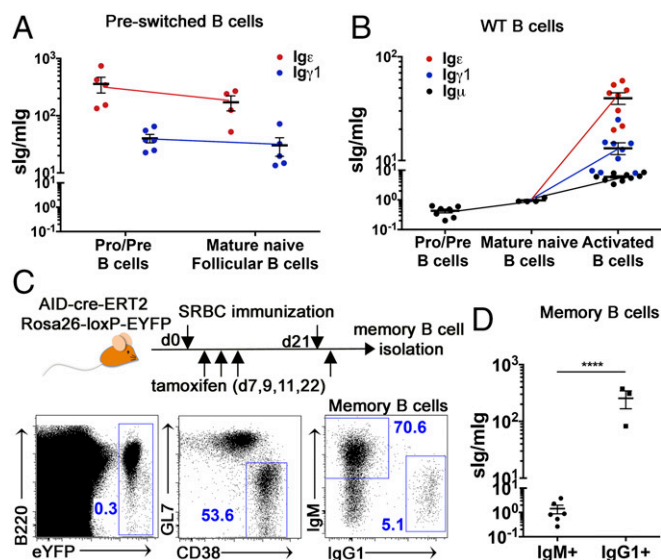 A
Pre-switched B cells
sIg/mIg
10³
10²
10¹
10¹
10⁰
10⁻¹
Igε
Igγ1
Pro/Pre
B cells
Mature naive
Follicular B cells
B
WT B cells
sIg/mIg
10²
10¹
10¹
10⁰
10⁻¹
Igε
Igγ1
Igμ
Pro/Pre
B cells
Mature naive
B cells
Activated
B cells
C
AID-cre-ERT2
Rosa26-loxP-EYFP
SRBC immunization
d0
d21
memory B cell
isolation
tamoxifen (d7,9,11,22)
Memory B cells
B220
0.3
eYFP
GL7
53.6
CD38
IgM
70.6
5.1
IgG1
D
Memory B cells
****
sIg/mIg
10³
10²
10¹
10¹
10⁰
10⁻¹
IgM+
IgG1+